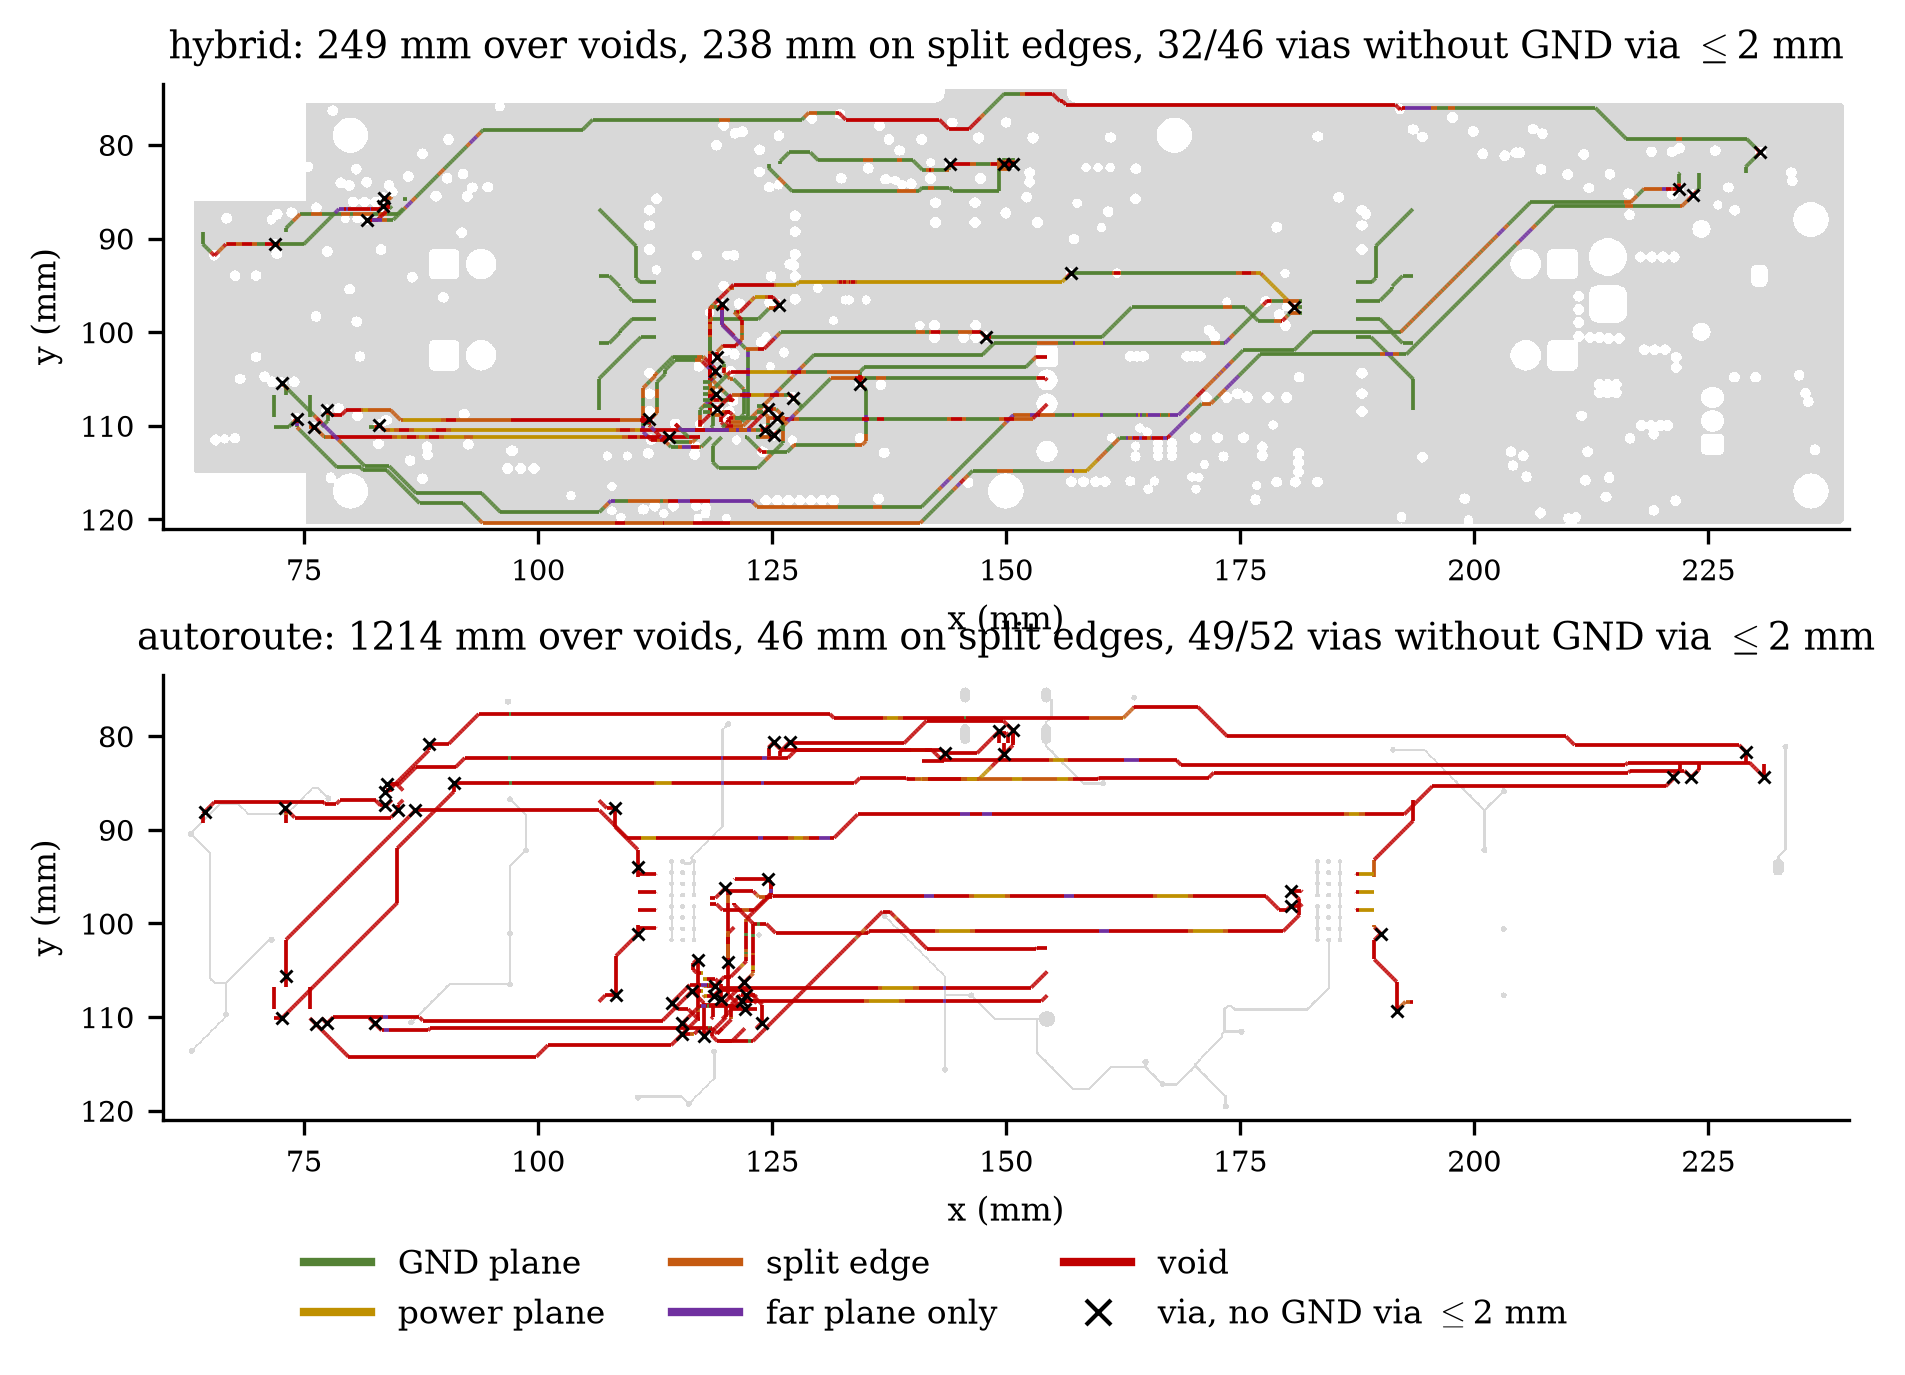 hybrid: 249 mm over voids, 238 mm on split edges, 32/46 vias without GND via ≤ 2 mm
80
90
100
110
120
y (mm)
75 100 125 150 175 200 225
x (mm)
autoroute: 1214 mm over voids, 46 mm on split edges, 49/52 vias without GND via ≤ 2 mm
80
90
100
110
120
y (mm)
75 100 125 150 175 200 225
x (mm)
GND plane split edge void
power plane far plane only via, no GND via ≤ 2 mm